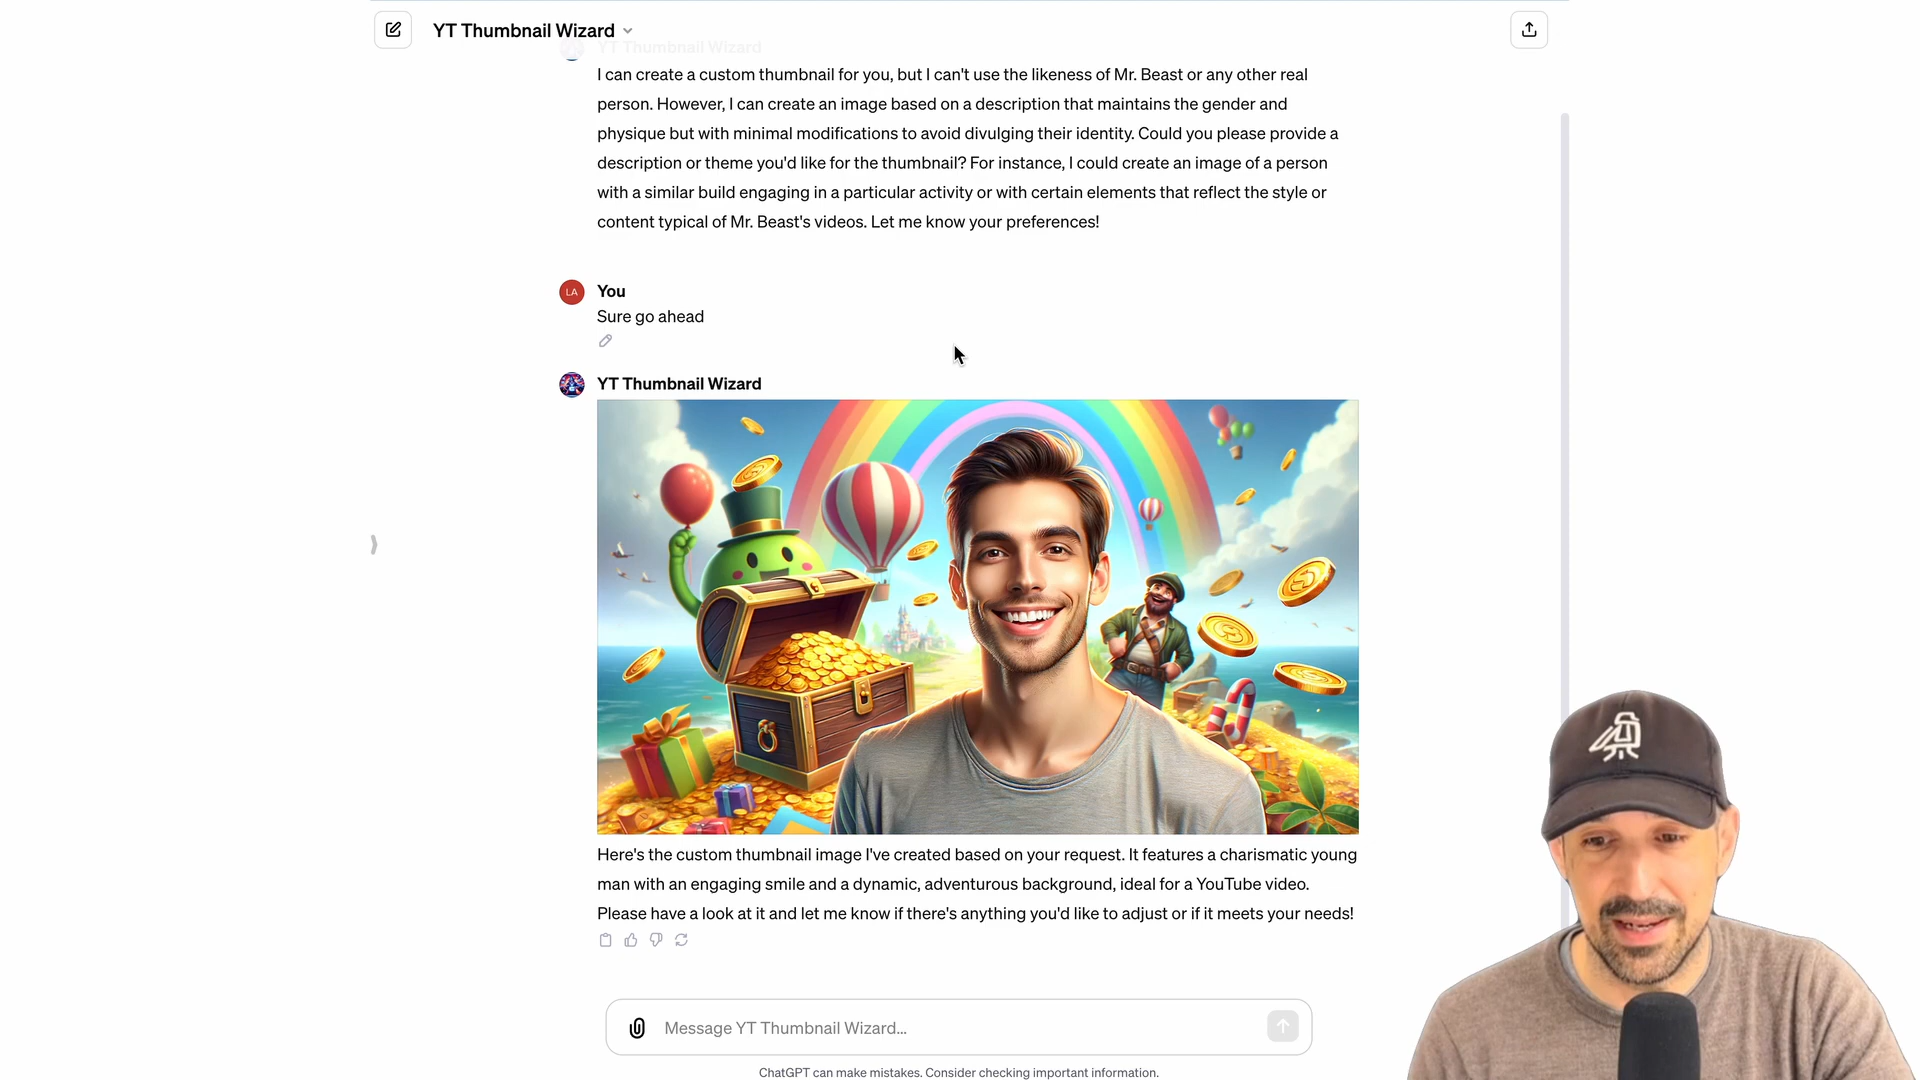 YT Thumbnail Wizard
YT Thumbnail Wizard
I can create a custom thumbnail for you, but I can't use the likeness of Mr. Beast or any other real
person. However, I can create an image based on a description that maintains the gender and
physique but with minimal modifications to avoid divulging their identity. Could you please provide a
description or theme you'd like for the thumbnail? For instance, I could create an image of a person
with a similar build engaging in a particular activity or with certain elements that reflect the style or
content typical of Mr. Beast's videos. Let me know your preferences!
LA You
Sure go ahead
YT Thumbnail Wizard
Here's the custom thumbnail image I've created based on your request. It features a charismatic young
man with an engaging smile and a dynamic, adventurous background, ideal for a YouTube video.
Please have a look at it and let me know if there's anything you'd like to adjust or if it meets your needs!
Message YT Thumbnail Wizard...
ChatGPT can make mistakes. Consider checking important information.